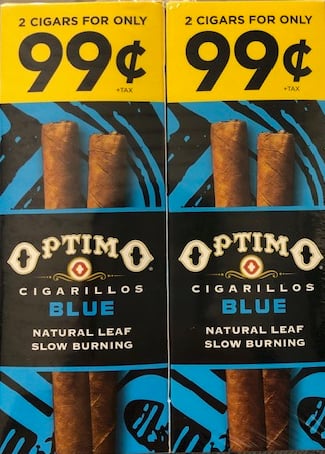 2 CIGARS FOR ONLY
99¢
+TAX
OPTIMO
CIGARILLOS
BLUE
NATURAL LEAF
SLOW BURNING
2 CIGARS FOR ONLY
99¢
+TAX
OPTIMO
CIGARILLOS
BLUE
NATURAL LEAF
SLOW BURNING